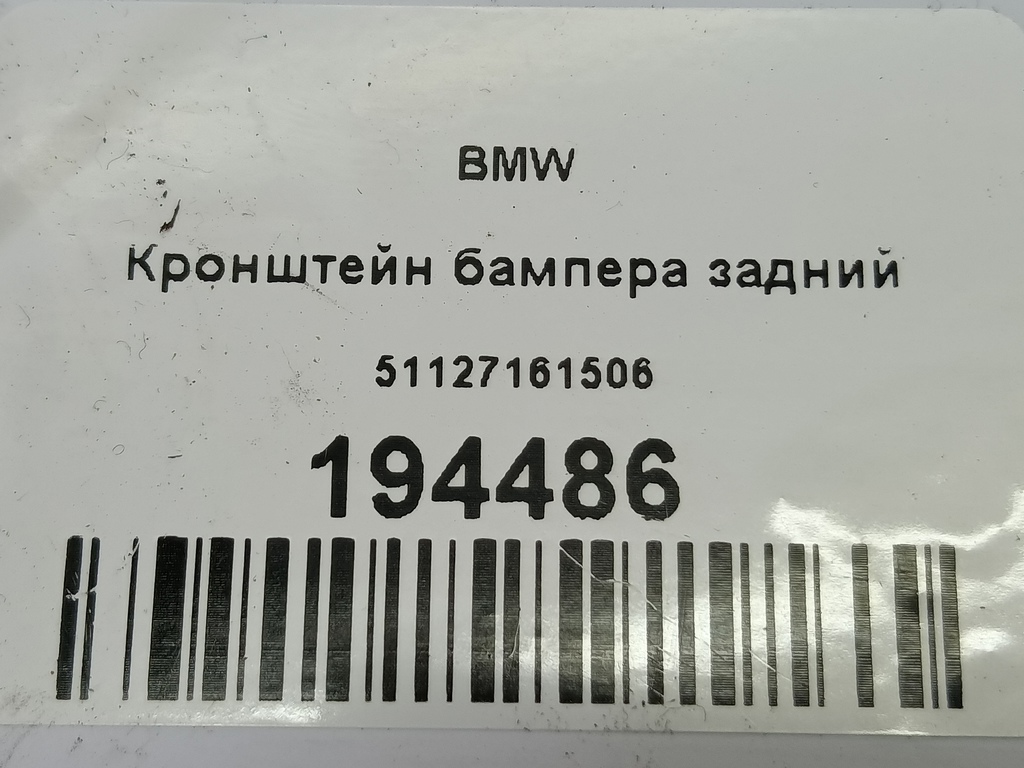 BMW
Кронштейн бампера задний
51127161506
194486